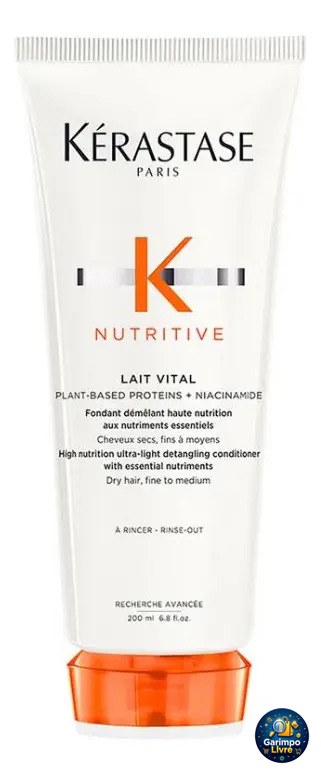 KÉRASTASE
PARIS
K
NUTRITIVE
LAIT VITAL
PLANT-BASED PROTEINS + NIACINAMIDE
Fondant démêlant haute nutrition
aux nutriments essentiels
Cheveux secs, fins à moyens
High nutrition ultra-light detangling conditioner
with essential nutriments
Dry hair, fine to medium
À RINCER - RINSE-OUT
RECHERCHE AVANCÉE
200 ml 6.8 fl.oz.
Garimpo
Livre